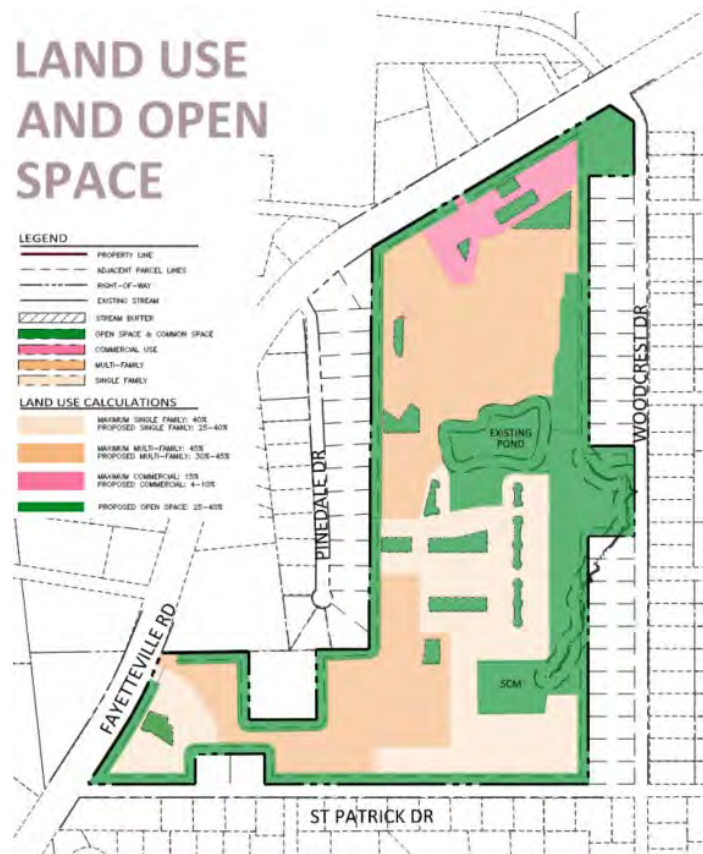 LAND USE
AND OPEN
SPACE
LEGEND
PROPERTY LINE
ADJACENT PARCEL LINES
RIGHT-OF-WAY
EXISTING STREAM
STREAM BUFFER
OPEN SPACE & COMMON SPACE
COMMERCIAL USE
MULTI-FAMILY
SINGLE FAMILY
LAND USE CALCULATIONS
MAXIMUM SINGLE FAMILY: 40%
PROPOSED SINGLE FAMILY: 25-40%
MAXIMUM MULTI-FAMILY: 45%
PROPOSED MULTI-FAMILY: 30%-45%
MAXIMUM COMMERCIAL: 15%
PROPOSED COMMERCIAL: 4-10%
PROPOSED OPEN SPACE: 25-40%
WOODCREST DR
EXISTING
POND
PINEDALE DR
FAYETTEVILLE RD
SCM
ST PATRICK DR